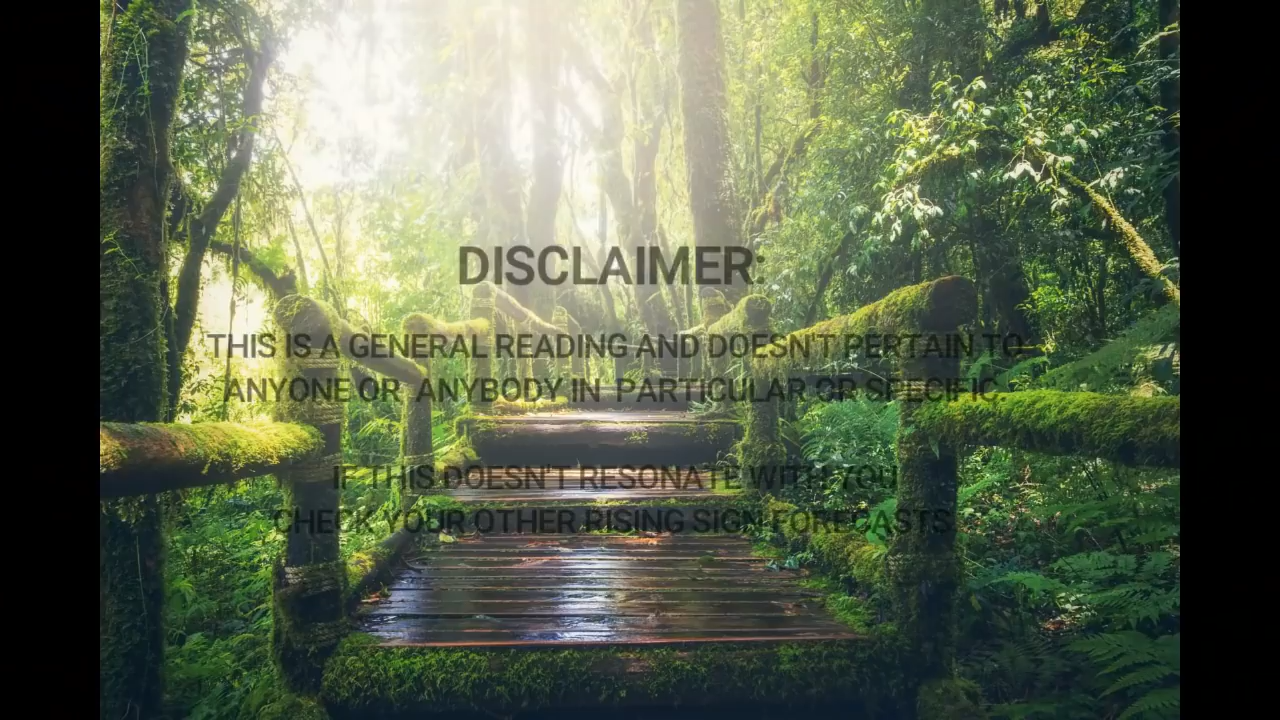 DISCLAIMER:
THIS IS A GENERAL READING AND DOESN'T PERTAIN TO
ANYONE OR ANYBODY IN PARTICULAR OR SPECIFIC.
IF THIS DOESN'T RESONATE WITH YOU
CHECK YOUR OTHER RISING SIGN FORECASTS.